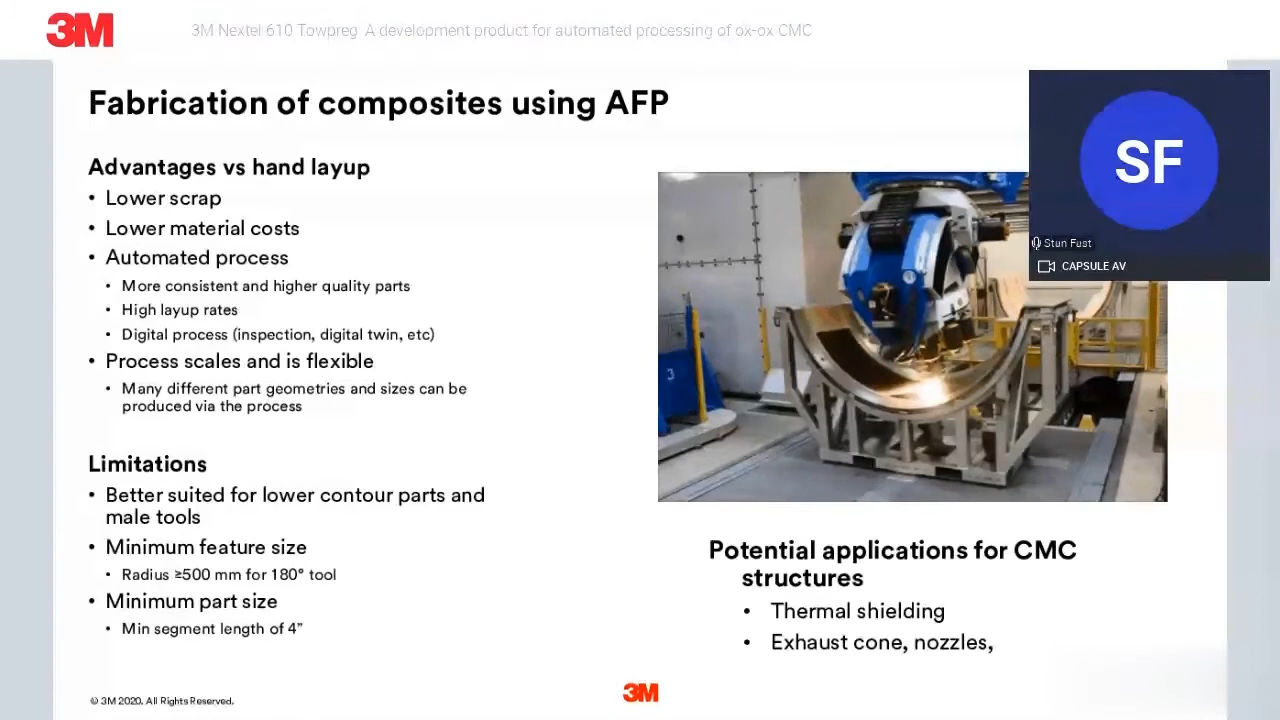 3M
3M Nextel 610 Towpreg A development product for automated processing of ox-ox CMC
Fabrication of composites using AFP
Advantages vs hand layup
• Lower scrap
• Lower material costs
• Automated process
• More consistent and higher quality parts
• High layup rates
• Digital process (inspection, digital twin, etc)
• Process scales and is flexible
• Many different part geometries and sizes can be
produced via the process
Limitations
• Better suited for lower contour parts and
male tools
• Minimum feature size
• Radius ≥500 mm for 180° tool
• Minimum part size
• Min segment length of 4”
SF
Stun Fust
CAPSULE AV
3
Potential applications for CMC
structures
• Thermal shielding
• Exhaust cone, nozzles,
© 3M 2020. All Rights Reserved.
3M